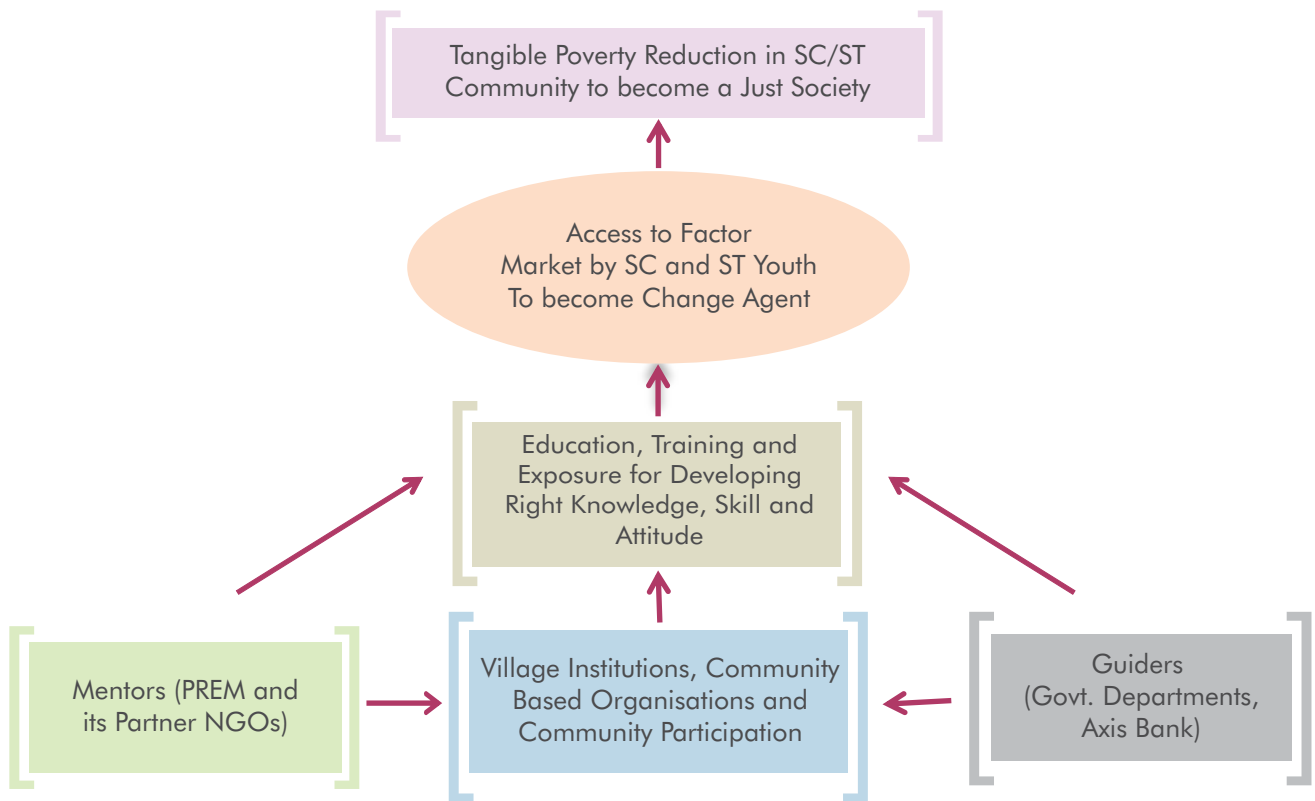 Tangible Poverty Reduction in SC/ST
Community to become a Just Society
Access to Factor
Market by SC and ST Youth
To become Change Agent
Education, Training and
Exposure for Developing
Right Knowledge, Skill and
Attitude
Mentors (PREM and
its Partner NGOs)
Village Institutions, Community
Based Organisations and
Community Participation
Guiders
(Govt. Departments,
Axis Bank)